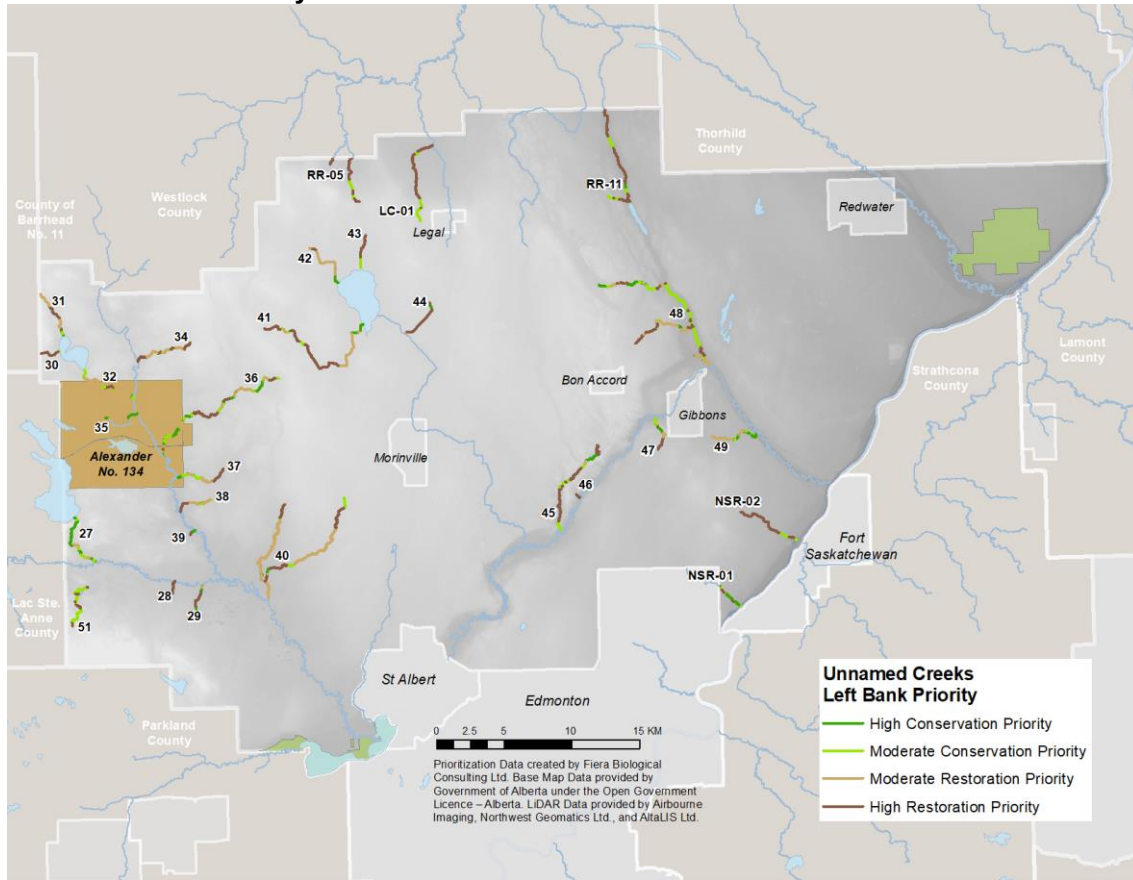 Thorhild
County
Westlock
County
County of
Barrhead
No. 11
RR-05
RR-11
Redwater
LC-01
Legal
43
42
31
44
41
48
34
30
Lamont
County
32
36
Strathcona
County
Bon Accord
35
Gibbons
Alexander
No. 134
Morinville
49
47
37
46
38
NSR-02
45
27
39
Fort
Saskatchewan
40
NSR-01
28
Lac Ste.
Anne
County
29
51
St Albert
Edmonton
Parkland
County
0 2.5 5 10 15 KM
Prioritization Data created by Fiera Biological
Consulting Ltd. Base Map Data provided by
Government of Alberta under the Open Government
Licence – Alberta. LiDAR Data provided by Airbourne
Imaging, Northwest Geomatics Ltd., and AltaLIS Ltd.
Unnamed Creeks
Left Bank Priority
High Conservation Priority
Moderate Conservation Priority
Moderate Restoration Priority
High Restoration Priority